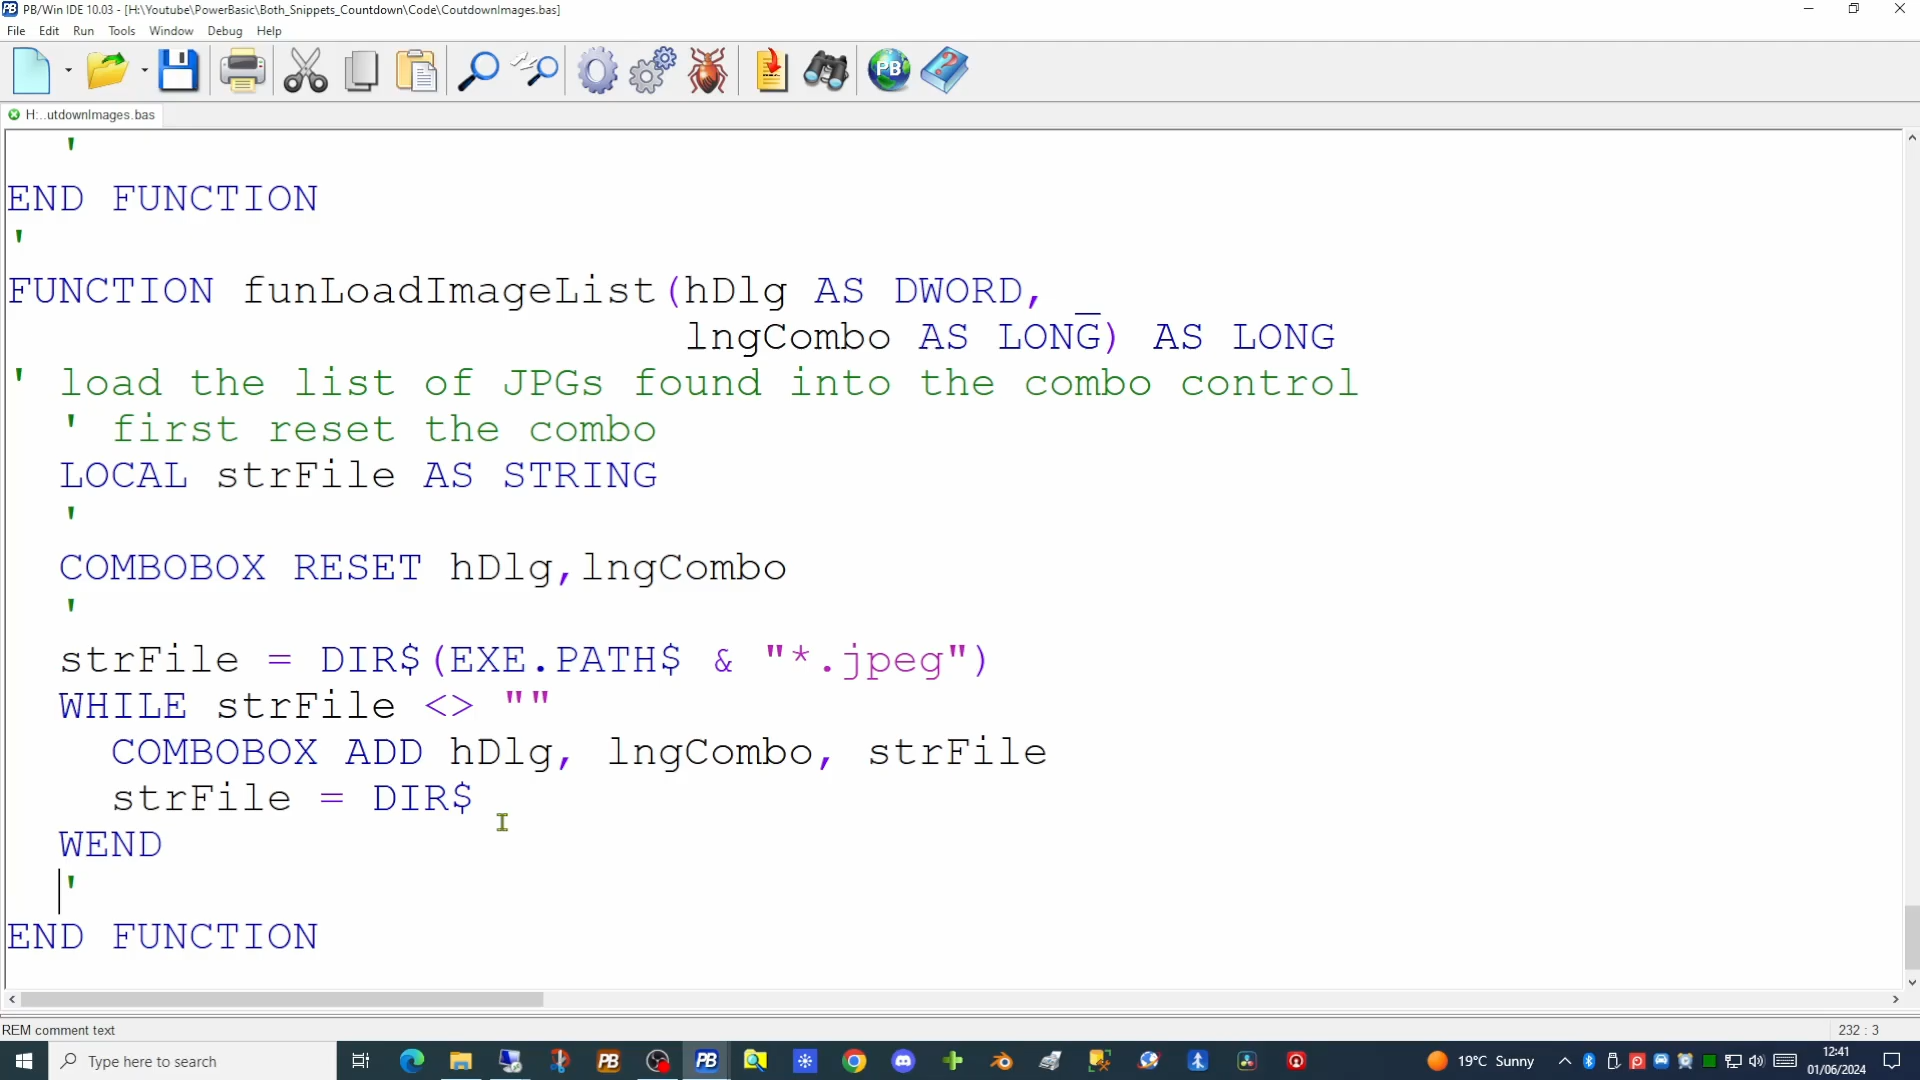 PB/Win IDE 10.03 - [H:\Youtube\PowerBasic\Both_Snippets_Countdown\Code\CoutdownImages.bas]
File Edit Run Tools Window Debug Help
H:..utdownImages.bas
'
END FUNCTION
'
FUNCTION funLoadImageList(hDlg AS DWORD, _
lngCombo AS LONG) AS LONG
' load the list of JPGs found into the combo control
' first reset the combo
LOCAL strFile AS STRING
'
COMBOBOX RESET hDlg,lngCombo
'
strFile = DIR$(EXE.PATH$ & "*.jpeg")
WHILE strFile <> ""
COMBOBOX ADD hDlg, lngCombo, strFile
strFile = DIR$
WEND
'
END FUNCTION
REM comment text
232 : 3
Type here to search
19°C Sunny
12:41
01/06/2024